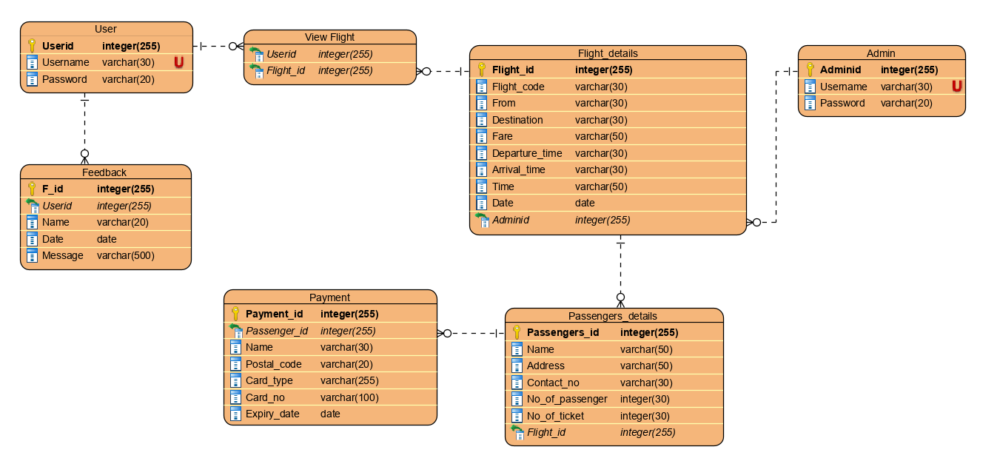 User
Userid integer(255)
Username varchar(30) U
Password varchar(20)
View Flight
Userid integer(255)
Flight_id integer(255)
Flight_details
Flight_id integer(255)
Flight_code varchar(30)
From varchar(30)
Destination varchar(30)
Fare varchar(50)
Departure_time varchar(30)
Arrival_time varchar(30)
Time varchar(50)
Date date
Adminid integer(255)
Admin
Adminid integer(255)
Username varchar(30) U
Password varchar(20)
Feedback
F_id integer(255)
Userid integer(255)
Name varchar(20)
Date date
Message varchar(500)
Payment
Payment_id integer(255)
Passenger_id integer(255)
Name varchar(30)
Postal_code varchar(20)
Card_type varchar(255)
Card_no varchar(100)
Expiry_date date
Passengers_details
Passengers_id integer(255)
Name varchar(50)
Address varchar(50)
Contact_no varchar(30)
No_of_passenger integer(30)
No_of_ticket integer(30)
Flight_id integer(255)